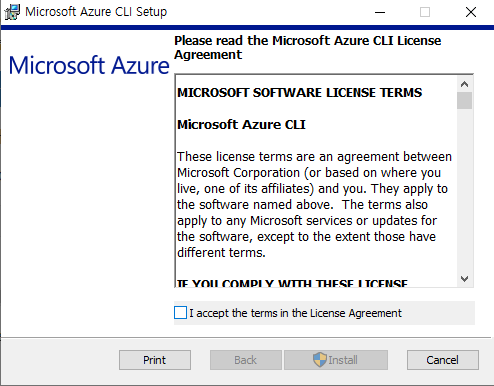 Microsoft Azure CLI Setup
Please read the Microsoft Azure CLI License
Agreement
Microsoft Azure
MICROSOFT SOFTWARE LICENSE TERMS
Microsoft Azure CLI
These license terms are an agreement between
Microsoft Corporation (or based on where you
live, one of its affiliates) and you. They apply to
the software named above.  The terms also
apply to any Microsoft services or updates for
the software, except to the extent those have
different terms.
IF YOU COMPLY WITH THESE LICENSE
I accept the terms in the License Agreement
Print
Back
Install
Cancel